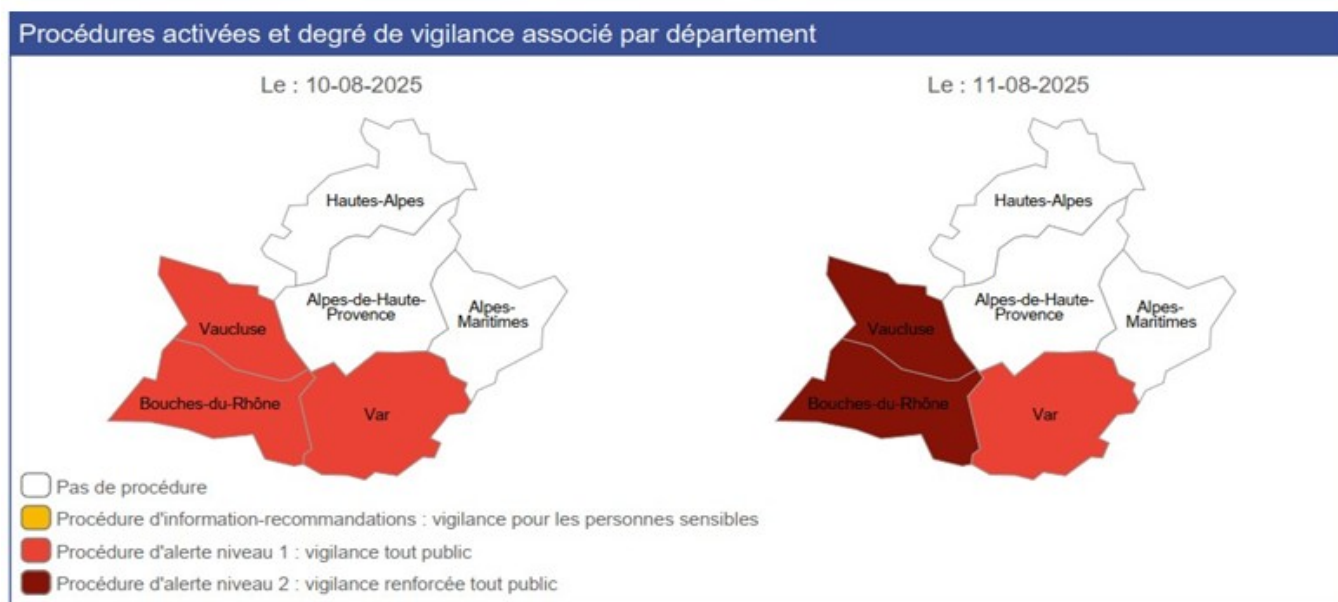 Procédures activées et degré de vigilance associé par département
Le : 10-08-2025
Hautes-Alpes
Alpes-de-Haute-
Provence
Alpes-
Maritimes
Vaucluse
Bouches-du-Rhône
Var
Le : 11-08-2025
Hautes-Alpes
Alpes-de-Haute-
Provence
Alpes-
Maritimes
Vaucluse
Bouches-du-Rhône
Var
Pas de procédure
Procédure d'information-recommandations : vigilance pour les personnes sensibles
Procédure d'alerte niveau 1 : vigilance tout public
Procédure d'alerte niveau 2 : vigilance renforcée tout public